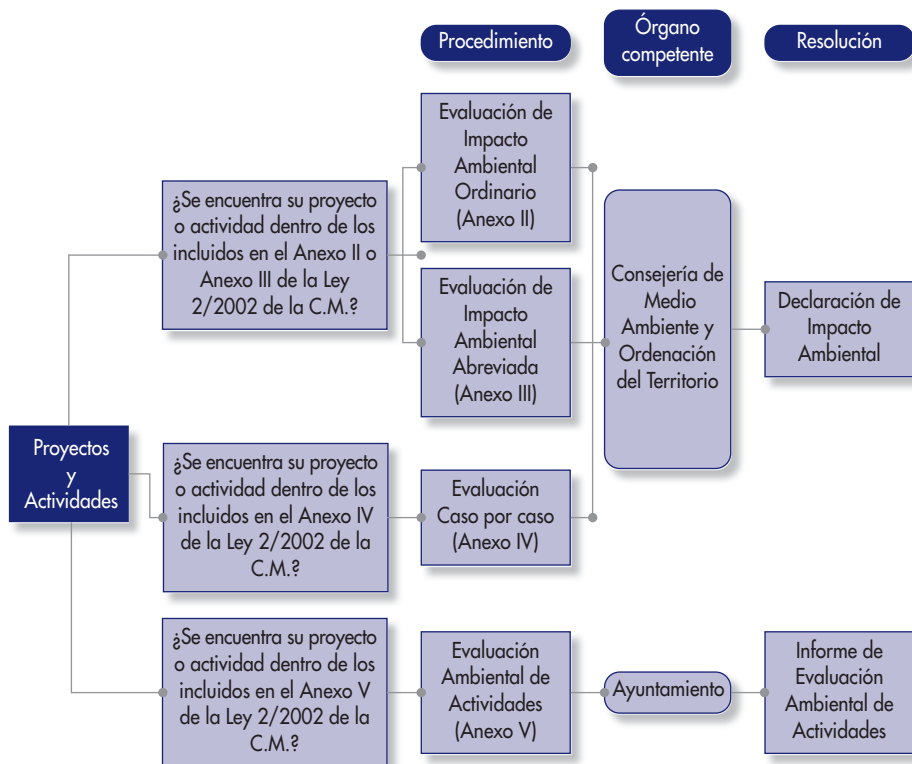 Procedimiento
Órgano
competente
Resolución
Evaluación de
Impacto
Ambiental
Ordinario
(Anexo II)
¿Se encuentra su proyecto
o actividad dentro de los
incluidos en el Anexo II o
Anexo III de la Ley
2/2002 de la C.M.?
Evaluación de
Impacto
Ambiental
Abreviada
(Anexo III)
Consejería de
Medio
Ambiente y
Ordenación
del Territorio
Declaración de
Impacto
Ambiental
Proyectos
y
Actividades
¿Se encuentra su proyecto
o actividad dentro de los
incluidos en el Anexo IV
de la Ley 2/2002 de la
C.M.?
Evaluación
Caso por caso
(Anexo IV)
¿Se encuentra su proyecto
o actividad dentro de los
incluidos en el Anexo V
de la Ley 2/2002 de la
C.M.?
Evaluación
Ambiental de
Actividades
(Anexo V)
Ayuntamiento
Informe de
Evaluación
Ambiental de
Actividades